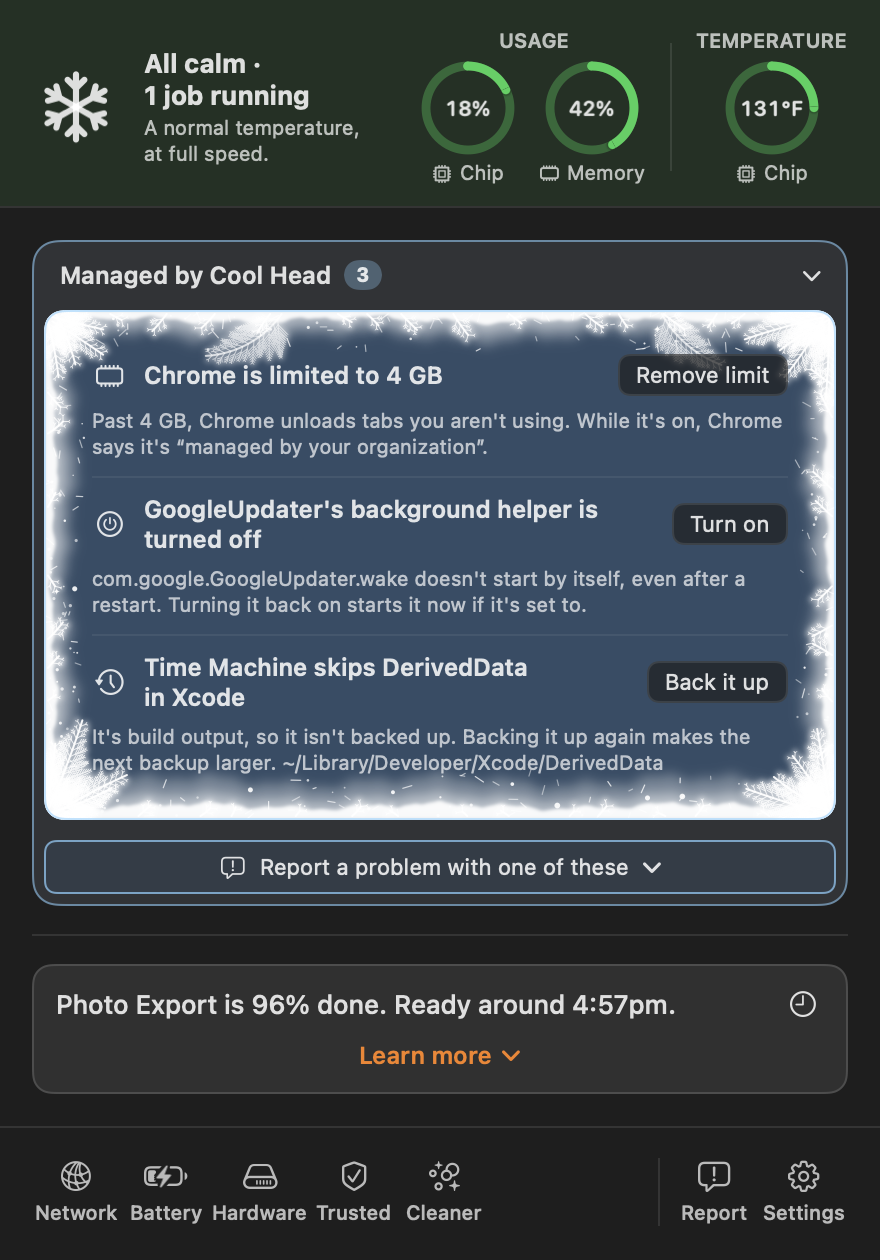 All calm ·
1 job running
A normal temperature,
at full speed.
USAGE
TEMPERATURE
18%
42%
131°F
Chip
Memory
Chip
Managed by Cool Head 3
Chrome is limited to 4 GB
Remove limit
Past 4 GB, Chrome unloads tabs you aren't using. While it's on, Chrome
says it's “managed by your organization”.
GoogleUpdater's background helper is
turned off
Turn on
com.google.GoogleUpdater.wake doesn't start by itself, even after a
restart. Turning it back on starts it now if it's set to.
Time Machine skips DerivedData
in Xcode
Back it up
It's build output, so it isn't backed up. Backing it up again makes the
next backup larger. ~/Library/Developer/Xcode/DerivedData
Report a problem with one of these
Photo Export is 96% done. Ready around 4:57pm.
Learn more
Network
Battery
Hardware
Trusted
Cleaner
Report
Settings